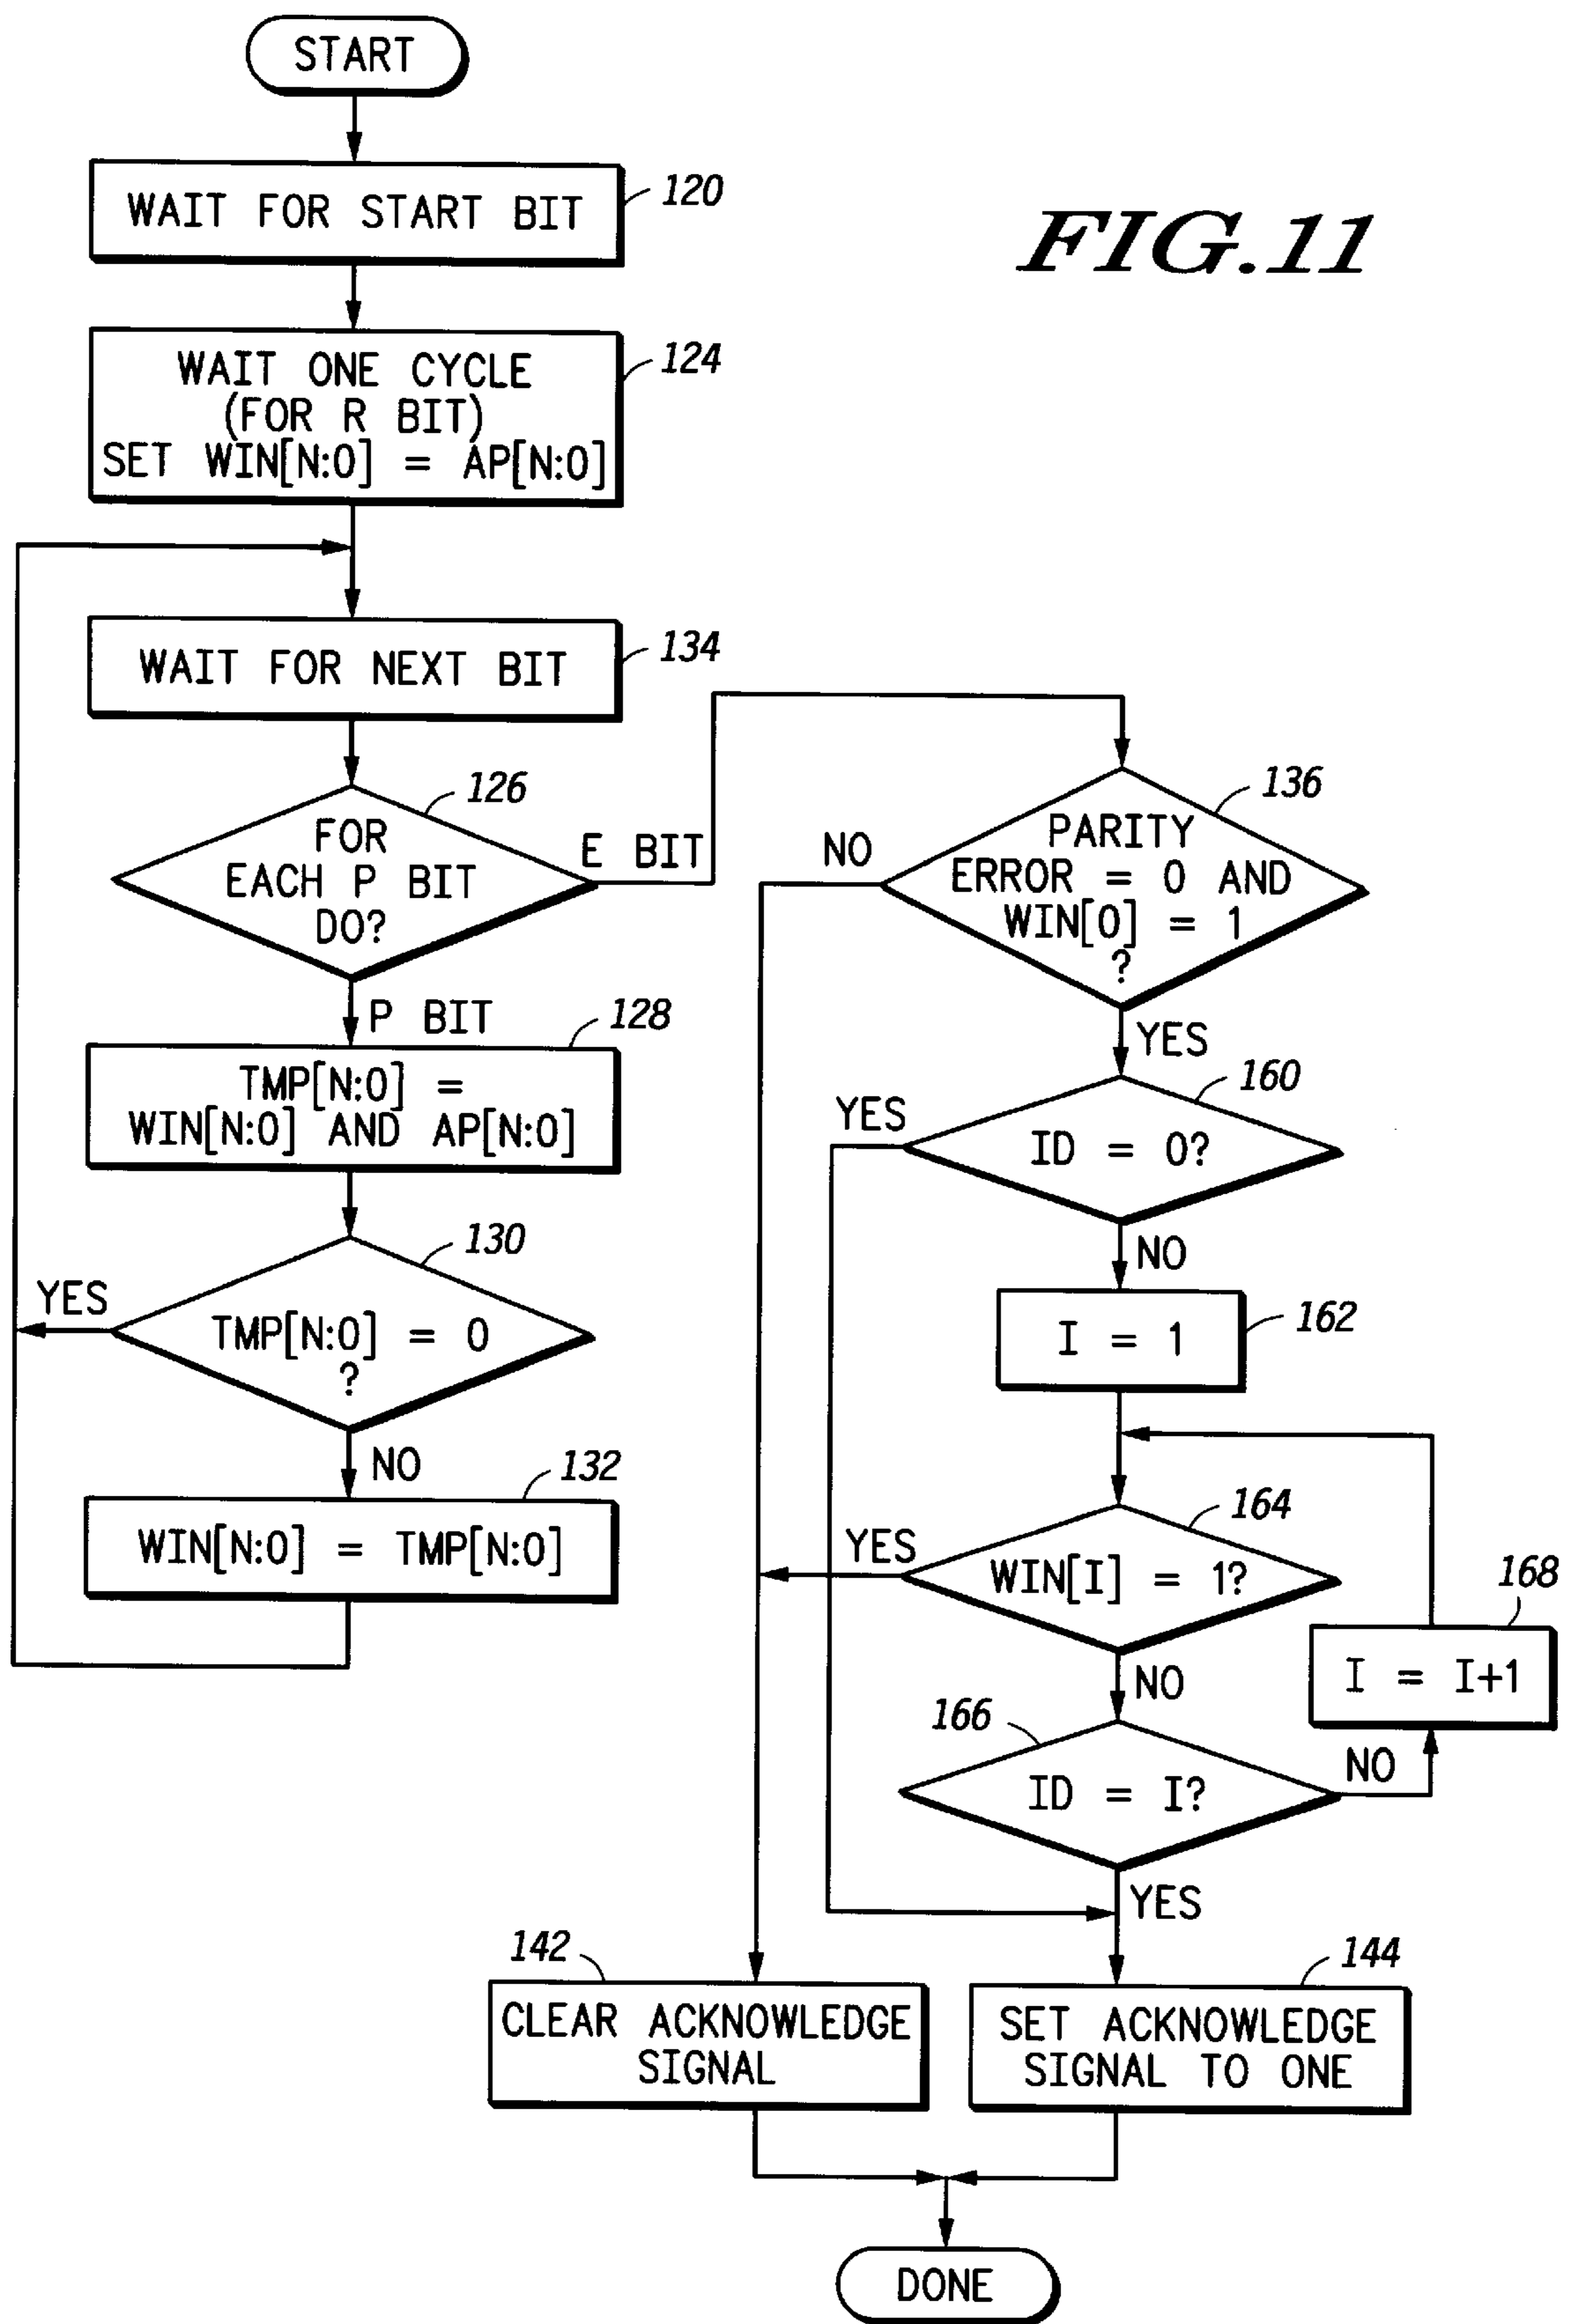 START
WAIT FOR START BIT
120
FIG.11
WAIT ONE CYCLE
(FOR R BIT)
SET WIN[N:0] = AP[N:0]
124
WAIT FOR NEXT BIT
134
FOR
EACH P BIT
DO?
126
E BIT
P BIT
TMP[N:0] =
WIN[N:0] AND AP[N:0]
128
TMP[N:0] = 0
?
130
YES
NO
WIN[N:0] = TMP[N:0]
132
PARITY
ERROR = 0 AND
WIN[0] = 1
?
136
NO
YES
ID = 0?
160
YES
NO
I = 1
162
WIN[I] = 1?
164
YES
NO
I = I+1
168
ID = I?
166
NO
YES
CLEAR ACKNOWLEDGE
SIGNAL
142
SET ACKNOWLEDGE
SIGNAL TO ONE
144
DONE